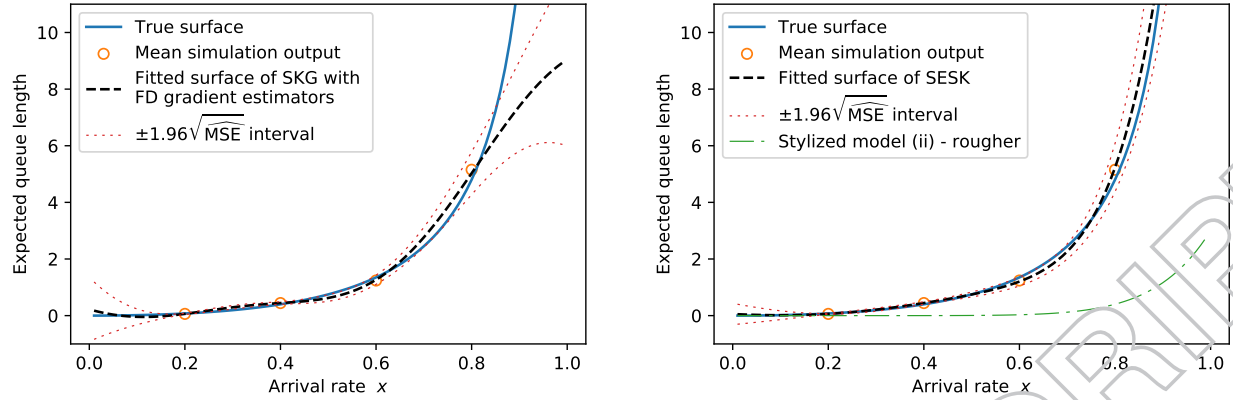 True surface
Mean simulation output
Fitted surface of SKG with
FD gradient estimators
±1.96√MSE interval
Expected queue length
10
8
6
4
2
0
0.0 0.2 0.4 0.6 0.8 1.0
Arrival rate x
True surface
Mean simulation output
Fitted surface of SESK
±1.96√MSE interval
Stylized model (ii) - rougher
Expected queue length
10
8
6
4
2
0
0.0 0.2 0.4 0.6 0.8 1.0
Arrival rate x